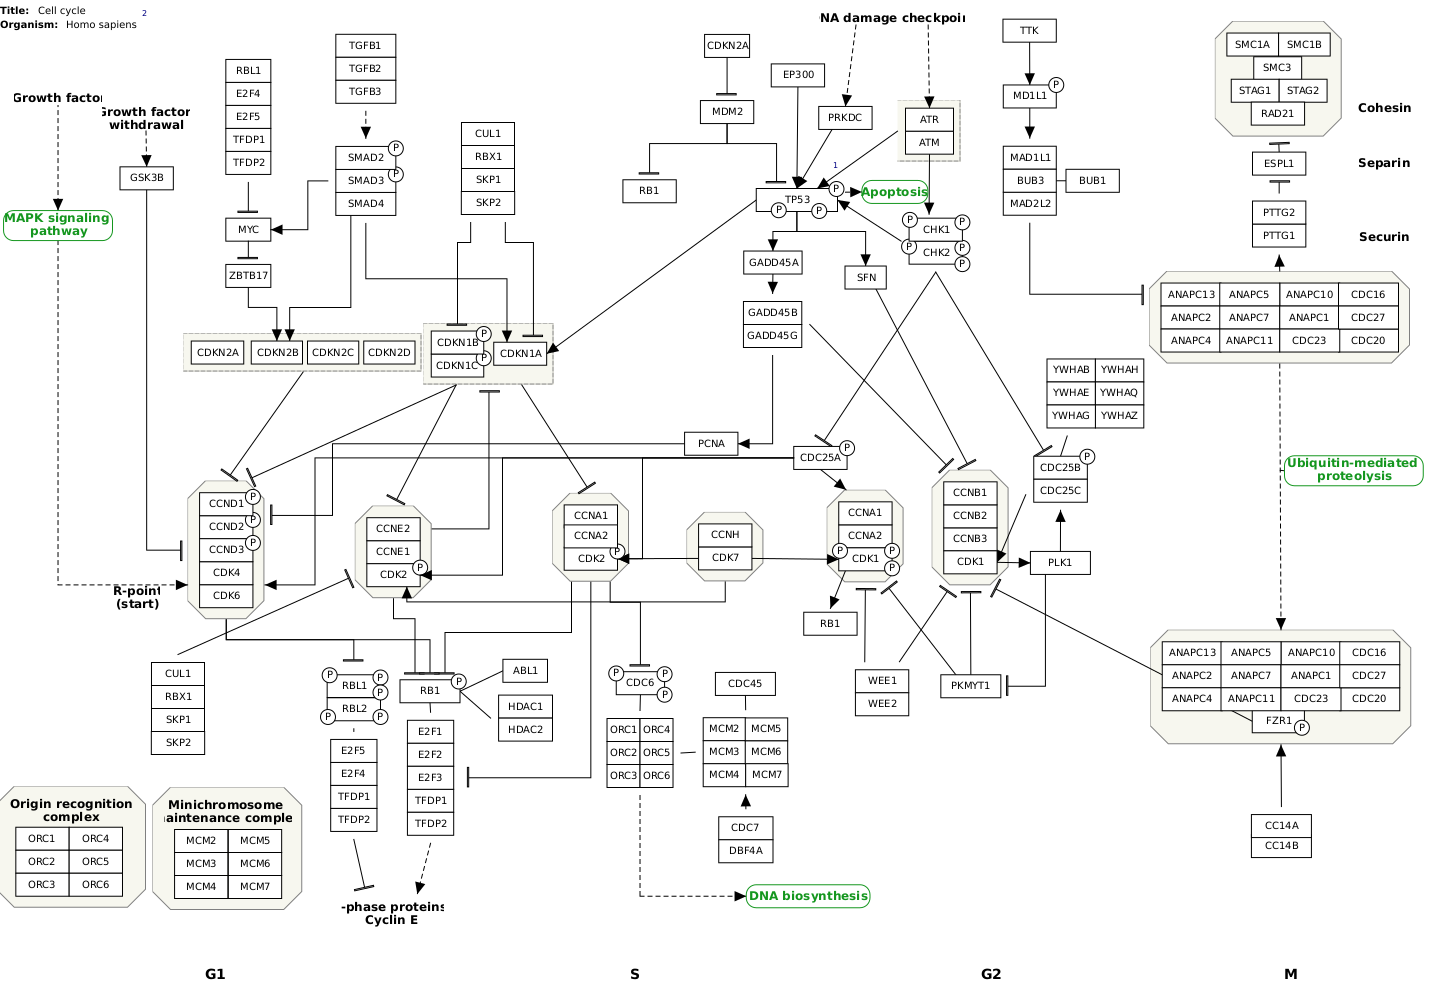 Title: Cell cycle 2
Organism: Homo sapiens
NA damage checkpoi
Growth facto
Growth factor
withdrawal
GSK3B
MAPK signaling
pathway
RBL1
E2F4
E2F5
TFDP1
TFDP2
MYC
ZBTB17
TGFB1
TGFB2
TGFB3
SMAD2 P
SMAD3 P
SMAD4
CUL1
RBX1
SKP1
SKP2
CDKN2A
MDM2
RB1
EP300
PRKDC
ATR
ATM
1
TP53 P
P P
Apoptosis
P CHK1 P
P CHK2 P
P
GADD45A
SFN
GADD45B
GADD45G
TTK
MD1L1 P
MAD1L1
BUB3 BUB1
MAD2L2
SMC1A SMC1B
SMC3
STAG1 STAG2
RAD21
Cohesin
ESPL1 Separin
PTTG2
PTTG1 Securin
ANAPC13 ANAPC5 ANAPC10 CDC16
ANAPC2 ANAPC7 ANAPC1 CDC27
ANAPC4 ANAPC11 CDC23 CDC20
CDKN2A CDKN2B CDKN2C CDKN2D
CDKN1B P
CDKN1C P
CDKN1A
YWHAB YWHAH
YWHAE YWHAQ
YWHAG YWHAZ
PCNA
CDC25A P
CDC25B P
CDC25C
Ubiquitin-mediated
proteolysis
CCND1 P
CCND2 P
CCND3 P
CDK4
CDK6
R-point
(start)
CCNE2
CCNE1
CDK2 P
CCNA1
CCNA2
CDK2 P
CCNH
CDK7
CCNA1
CCNA2
P CDK1 P
P
CCNB1
CCNB2
CCNB3
CDK1
PLK1
RB1
CUL1
RBX1
SKP1
SKP2
P RBL1 P
P
P RBL2 P
RB1 P
ABL1
HDAC1
HDAC2
E2F5
E2F4
TFDP1
TFDP2
E2F1
E2F2
E2F3
TFDP1
TFDP2
P CDC6 P
P
CDC45
ORC1 ORC4
ORC2 ORC5
ORC3 ORC6
MCM2 MCM5
MCM3 MCM6
MCM4 MCM7
CDC7
DBF4A
WEE1
WEE2
PKMYT1
ANAPC13 ANAPC5 ANAPC10 CDC16
ANAPC2 ANAPC7 ANAPC1 CDC27
ANAPC4 ANAPC11 CDC23 CDC20
FZR1 P
CC14A
CC14B
Origin recognition
complex
ORC1 ORC4
ORC2 ORC5
ORC3 ORC6
Minichromosome
aintenance comple
MCM2 MCM5
MCM3 MCM6
MCM4 MCM7
-phase proteins
Cyclin E
DNA biosynthesis
G1 S G2 M